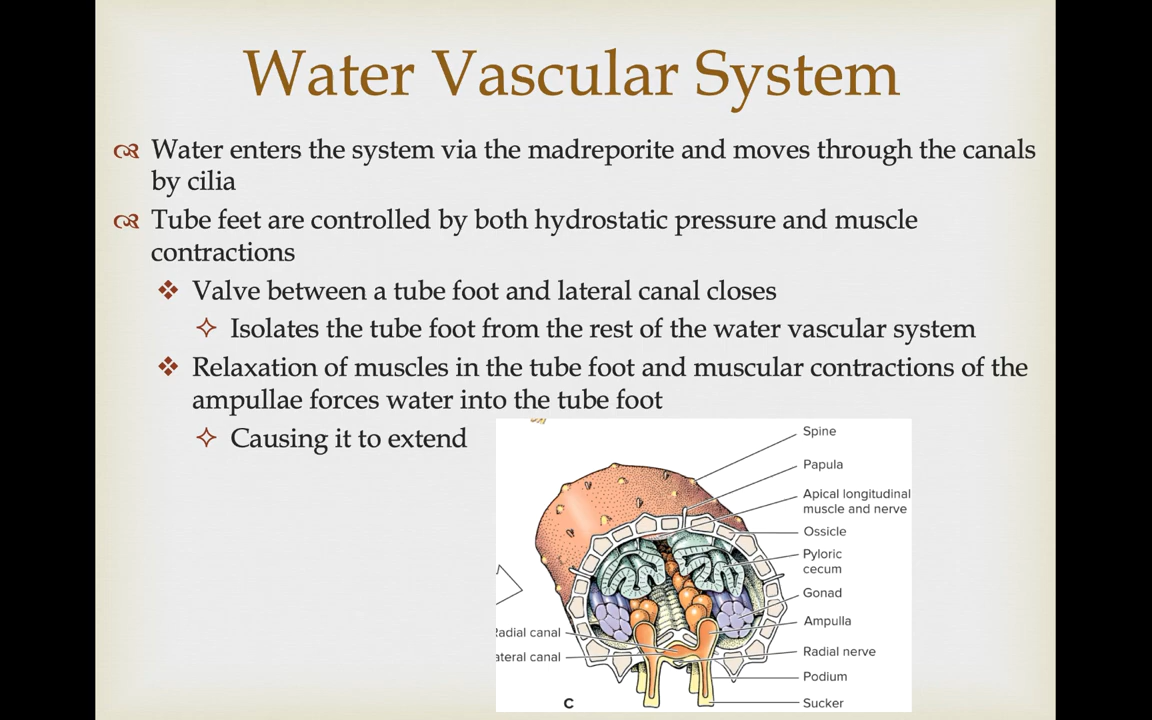 Water Vascular System
Water enters the system via the madreporite and moves through the canals
by cilia
Tube feet are controlled by both hydrostatic pressure and muscle
contractions
Valve between a tube foot and lateral canal closes
Isolates the tube foot from the rest of the water vascular system
Relaxation of muscles in the tube foot and muscular contractions of the
ampullae forces water into the tube foot
Causing it to extend
Spine
Papula
Apical longitudinal
muscle and nerve
Ossicle
Pyloric
cecum
Gonad
Ampulla
Radial canal
Radial nerve
ateral canal
Podium
Sucker
C